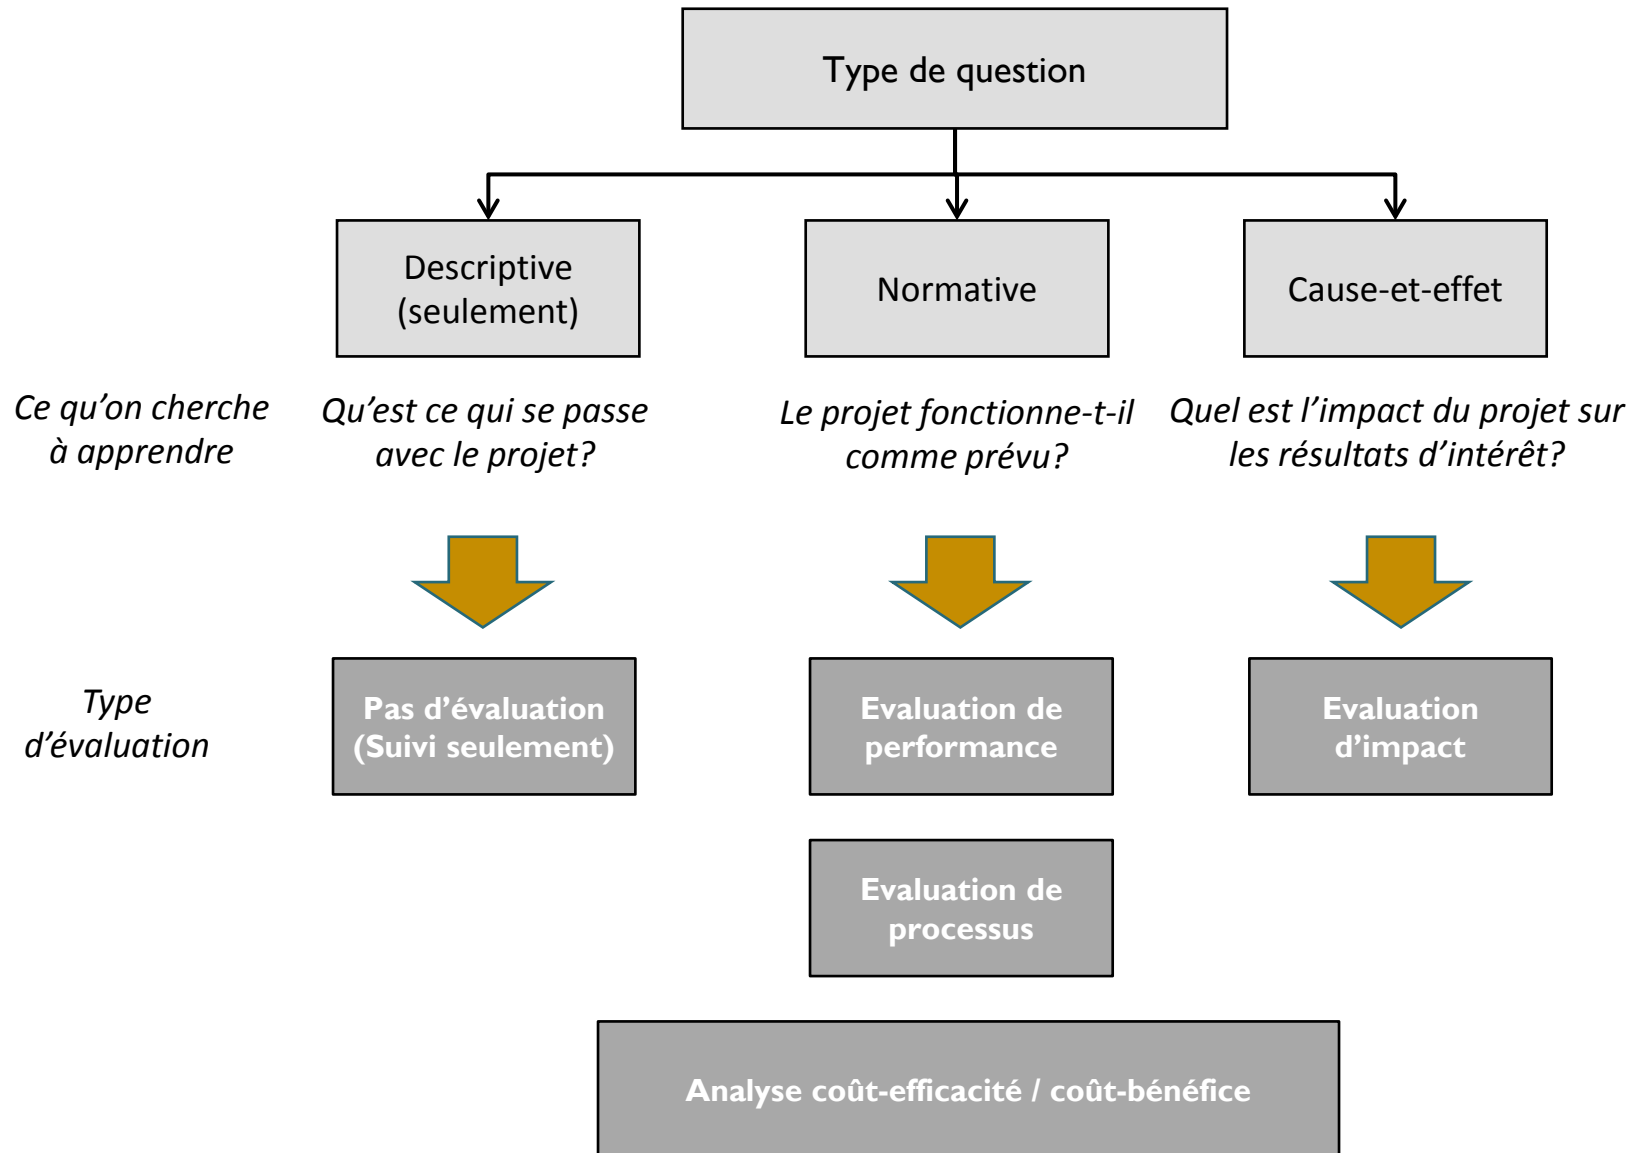 Type de question
Descriptive
(seulement)
Normative
Cause-et-effet
Ce qu’on cherche
à apprendre
Qu’est ce qui se passe
avec le projet?
Le projet fonctionne-t-il
comme prévu?
Quel est l’impact du projet sur
les résultats d’intérêt?
Type
d’évaluation
Pas d’évaluation
(Suivi seulement)
Evaluation de
performance
Evaluation
d’impact
Evaluation de
processus
Analyse coût-efficacité / coût-bénéfice